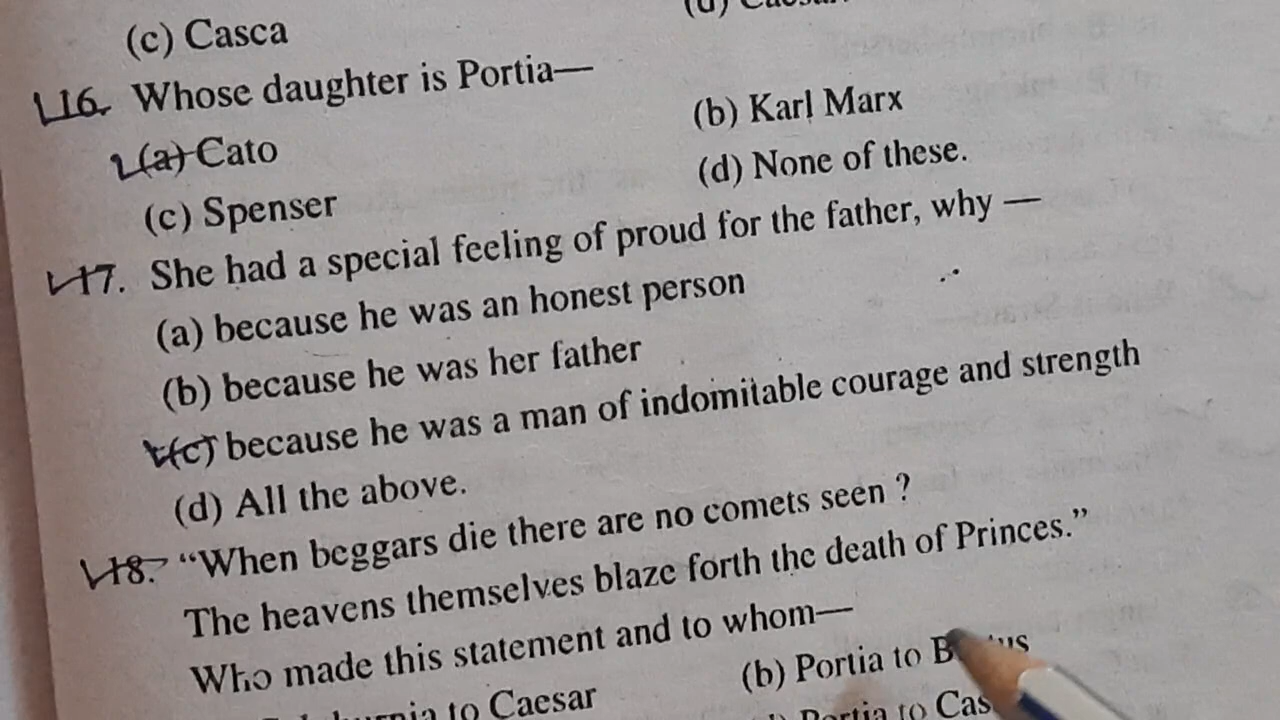 (c) Casca
16. Whose daughter is Portia—
(a) Cato
(b) Karl Marx
(c) Spenser
(d) None of these.
17. She had a special feeling of proud for the father, why —
(a) because he was an honest person
(b) because he was her father
(c) because he was a man of indomitable courage and strength
(d) All the above.
18. “When beggars die there are no comets seen ?
The heavens themselves blaze forth the death of Princes.”
Who made this statement and to whom—
to Caesar
(b) Portia to
Portia to